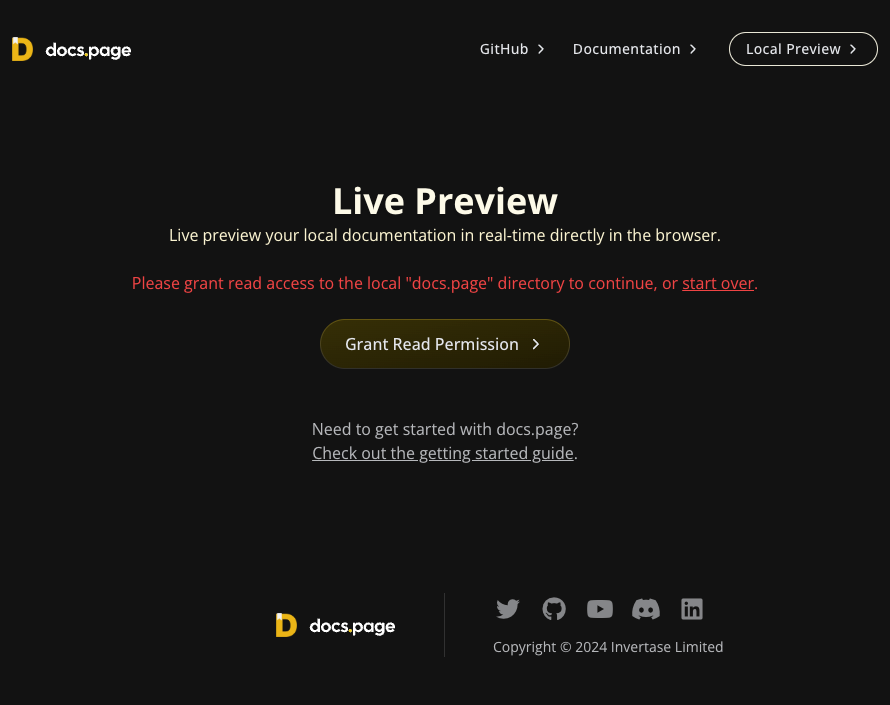 docs.page
GitHub
Documentation
Local Preview
Live Preview
Live preview your local documentation in real-time directly in the browser.
Please grant read access to the local "docs.page" directory to continue, or start over.
Grant Read Permission
Need to get started with docs.page?
Check out the getting started guide.
docs.page
Copyright © 2024 Invertase Limited